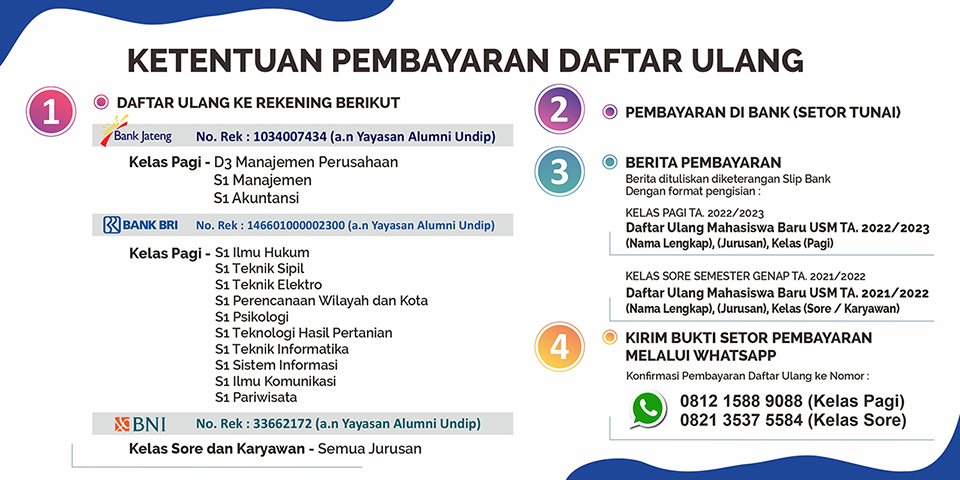 KETENTUAN PEMBAYARAN DAFTAR ULANG
1
DAFTAR ULANG KE REKENING BERIKUT
Bank Jateng No. Rek : 1034007434 (a.n Yayasan Alumni Undip)
Kelas Pagi - D3 Manajemen Perusahaan
S1 Manajemen
S1 Akuntansi
BANK BRI No. Rek : 146601000002300 (a.n Yayasan Alumni Undip)
Kelas Pagi - S1 Ilmu Hukum
S1 Teknik Sipil
S1 Teknik Elektro
S1 Perencanaan Wilayah dan Kota
S1 Psikologi
S1 Teknologi Hasil Pertanian
S1 Teknik Informatika
S1 Sistem Informasi
S1 Ilmu Komunikasi
S1 Pariwisata
BNI No. Rek : 33662172 (a.n Yayasan Alumni Undip)
Kelas Sore dan Karyawan - Semua Jurusan
2
PEMBAYARAN DI BANK (SETOR TUNAI)
3
BERITA PEMBAYARAN
Berita dituliskan diketerangan Slip Bank
Dengan format pengisian :
KELAS PAGI TA. 2022/2023
Daftar Ulang Mahasiswa Baru USM TA. 2022/2023
(Nama Lengkap), (Jurusan), Kelas (Pagi)
KELAS SORE SEMESTER GENAP TA. 2021/2022
Daftar Ulang Mahasiswa Baru USM TA. 2021/2022
(Nama Lengkap), (Jurusan), Kelas (Sore / Karyawan)
4
KIRIM BUKTI SETOR PEMBAYARAN
MELALUI WHATSAPP
Konfirmasi Pembayaran Daftar Ulang ke Nomor :
0812 1588 9088 (Kelas Pagi)
0821 3537 5584 (Kelas Sore)